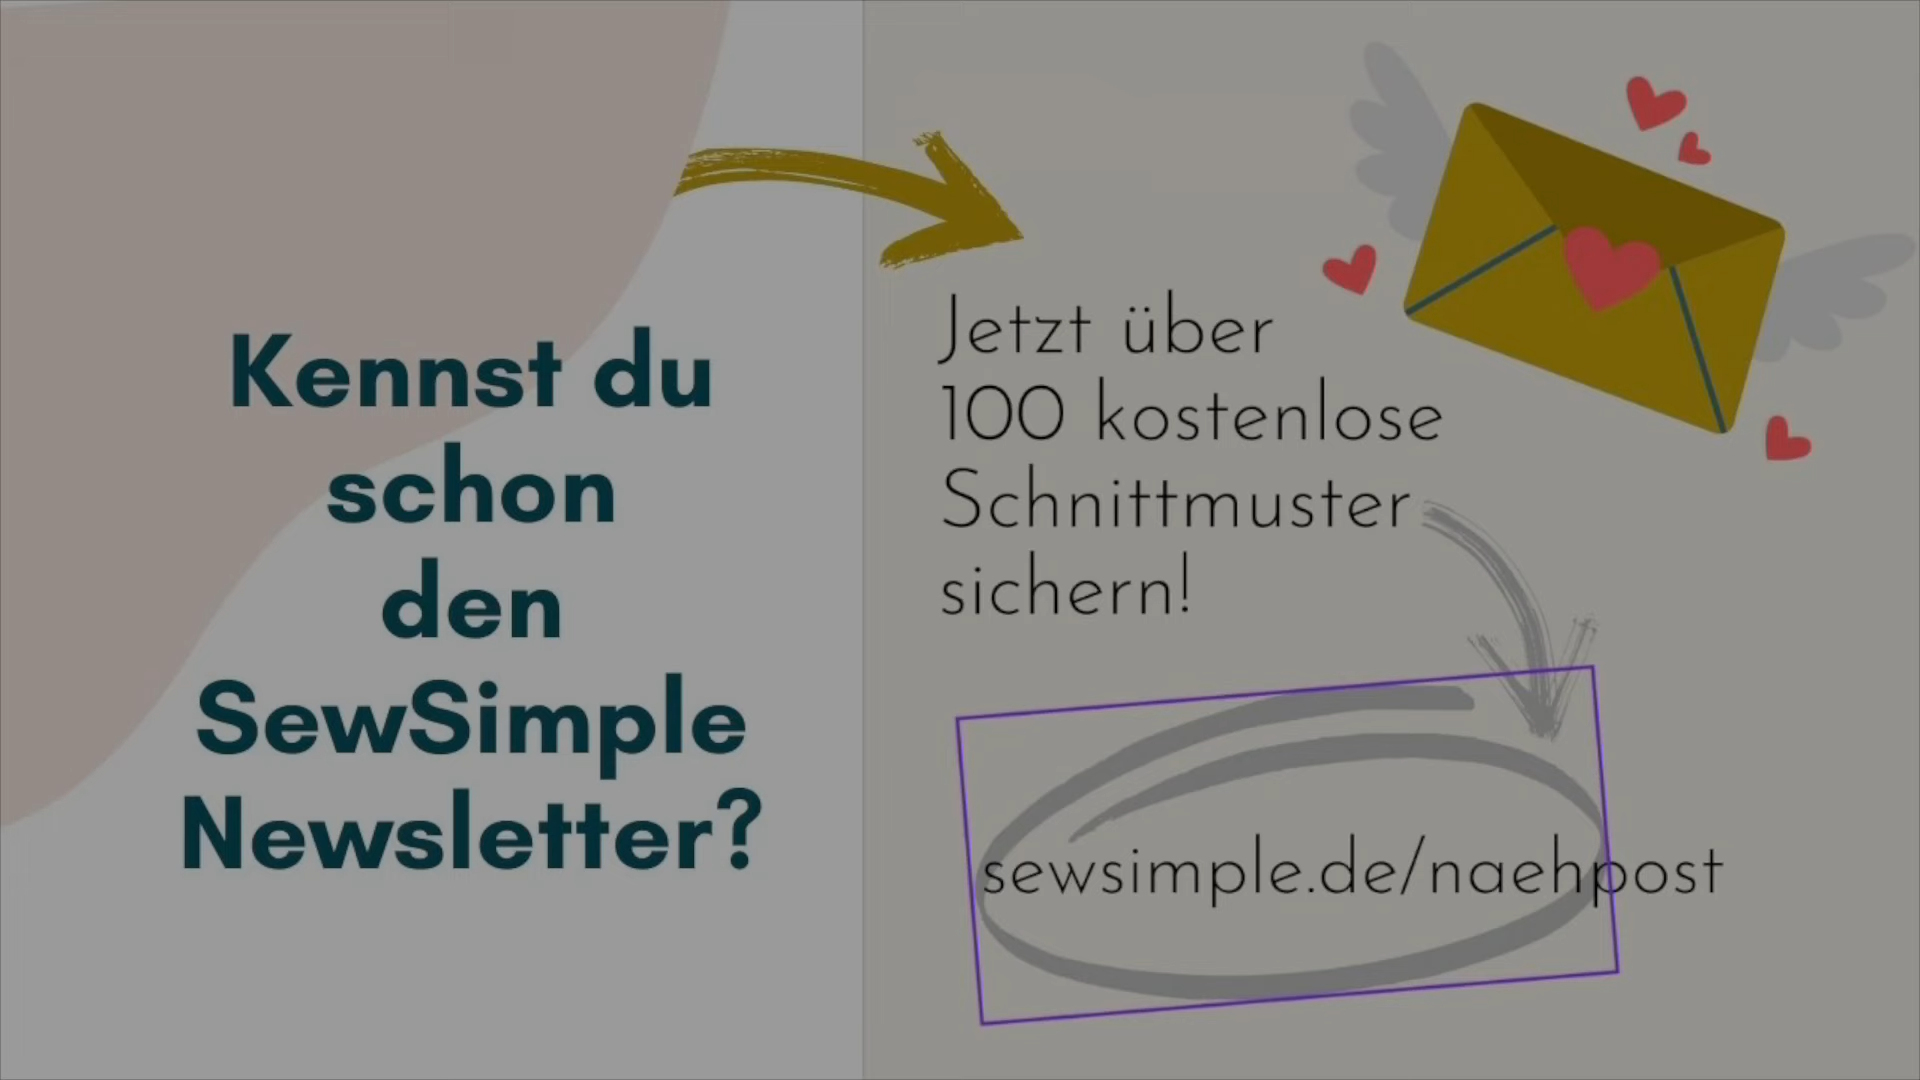 Kennst du
schon
den
SewSimple
Newsletter?
Jetzt über
100 kostenlose
Schnittmuster
sichern!
sewsimple.de/naehpost